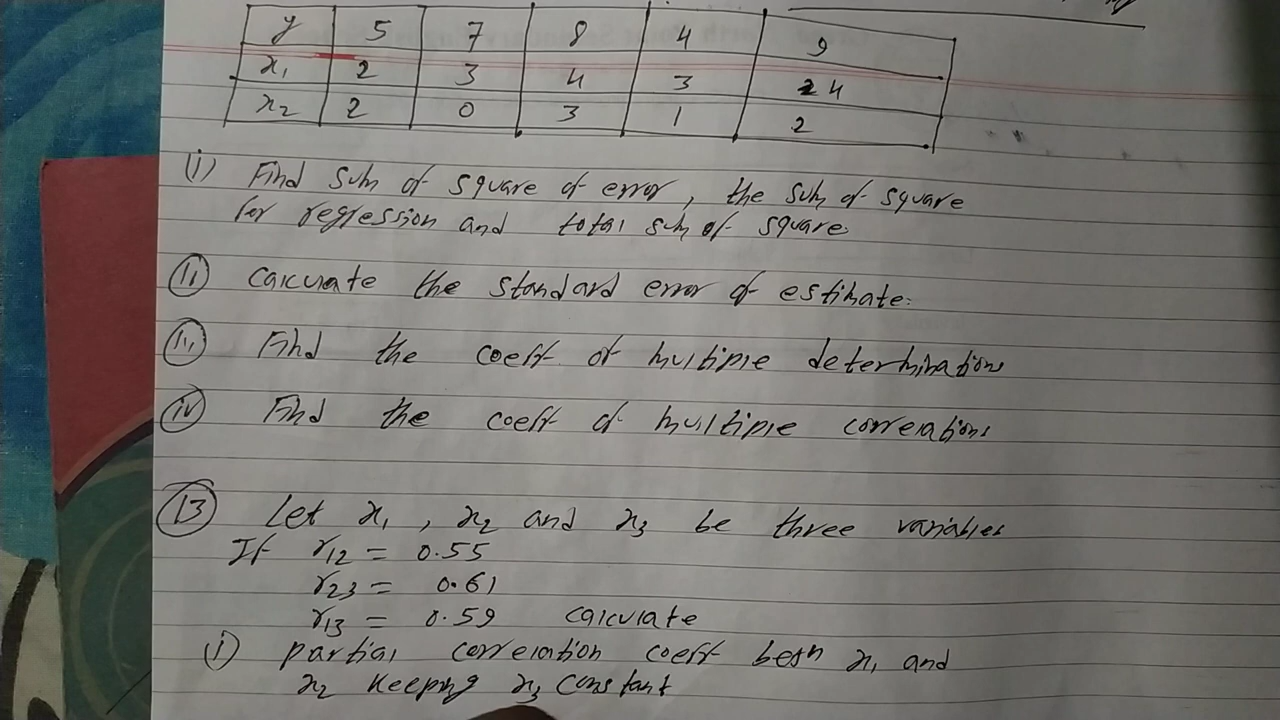 y 5 7 8 4 9
x₁ 2 3 4 3 4
x₂ 2 0 3 1 2
(i) Find sum of square of error, the sum of square
for regression and total sum of square.
(ii) calculate the standard error of estimate.
(iii) Find the coeff of multiple determinations
(iv) Find the coeff of multiple correlations
(13) Let x₁, x₂ and x₃ be three variables
If r₁₂ = 0.55
r₂₃ = 0.61
r₁₃ = 0.59 calculate
(i) partial correlation coeff betn x₁ and
x₂ keeping x₃ constant